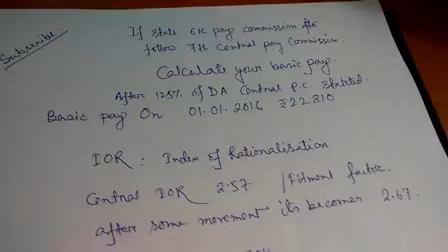 Subscribe.
If State 6th pay commission
follow 7th Central pay Commission.
Calculate your basic pay.
After 125% of DA Central P.C. Started.
Basic pay On 01.01.2016 ₹22810
IOR: Index of Rationalisation
Central IOR 2.57 / Fitment factor.
after some movement its becomes 2.67